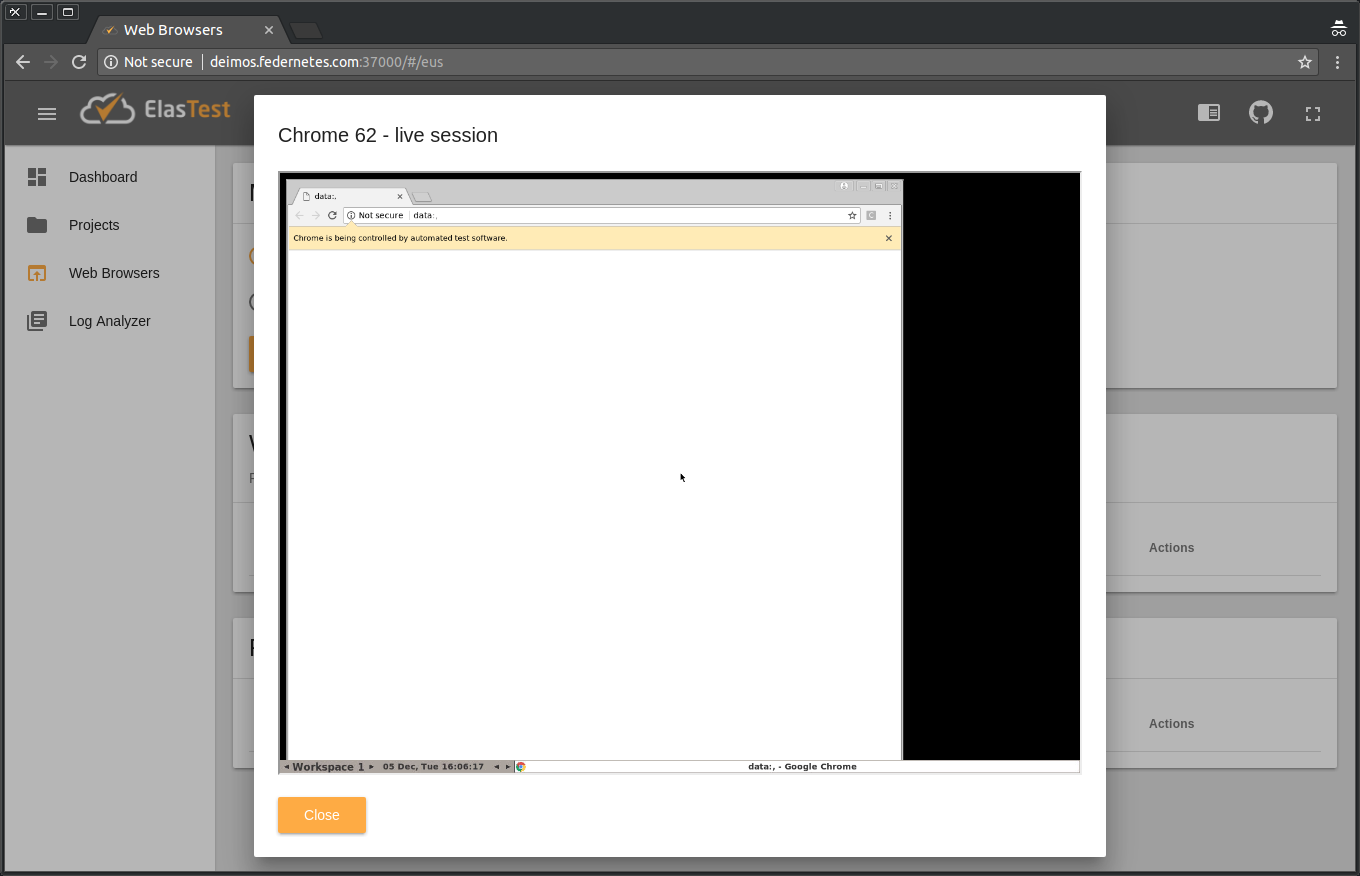 Web Browsers
Not secure deimos.federnetes.com:37000/#/eus
ElasTest
Dashboard
Projects
Web Browsers
Log Analyzer
Chrome 62 - live session
data:,
Not secure data:,
Chrome is being controlled by automated test software.
Workspace 1 05 Dec, Tue 16:06:17 data:, - Google Chrome
Close
Actions
Actions